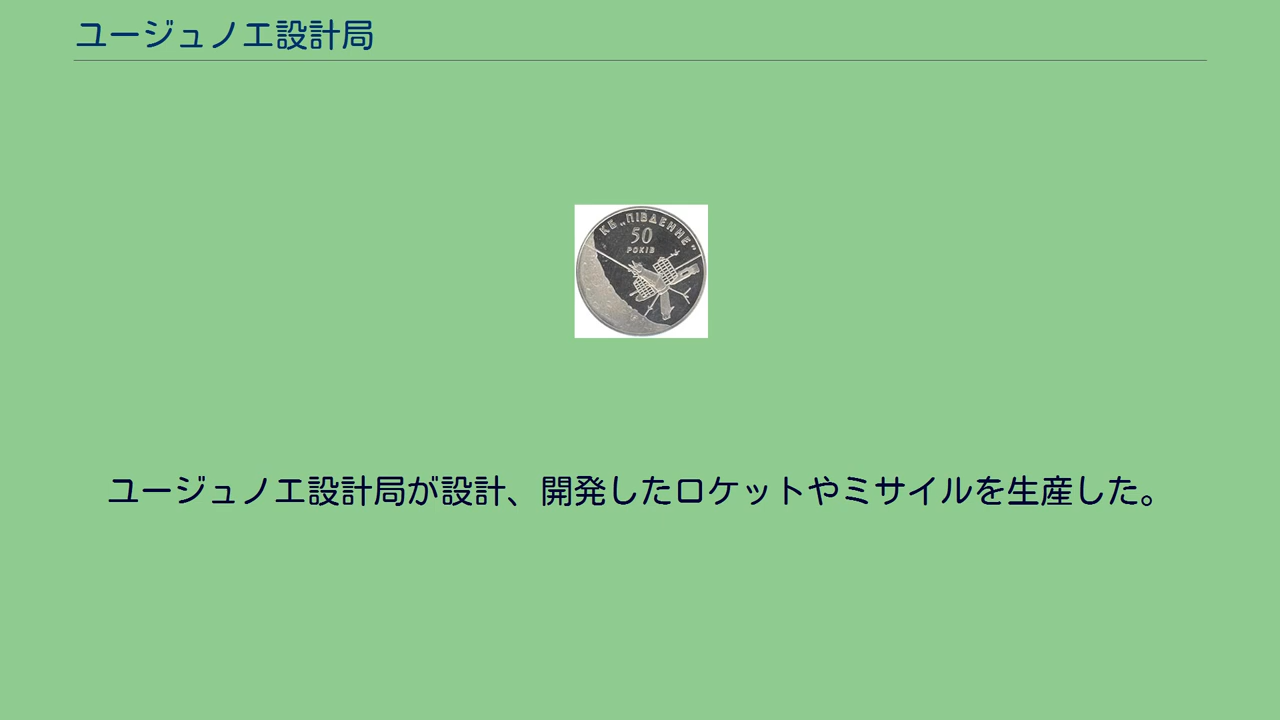 ユージュノエ設計局
КБ „ПІВДЕННЕ”
50
РОКІВ
ユージュノエ設計局が設計、開発したロケットやミサイルを生産した。